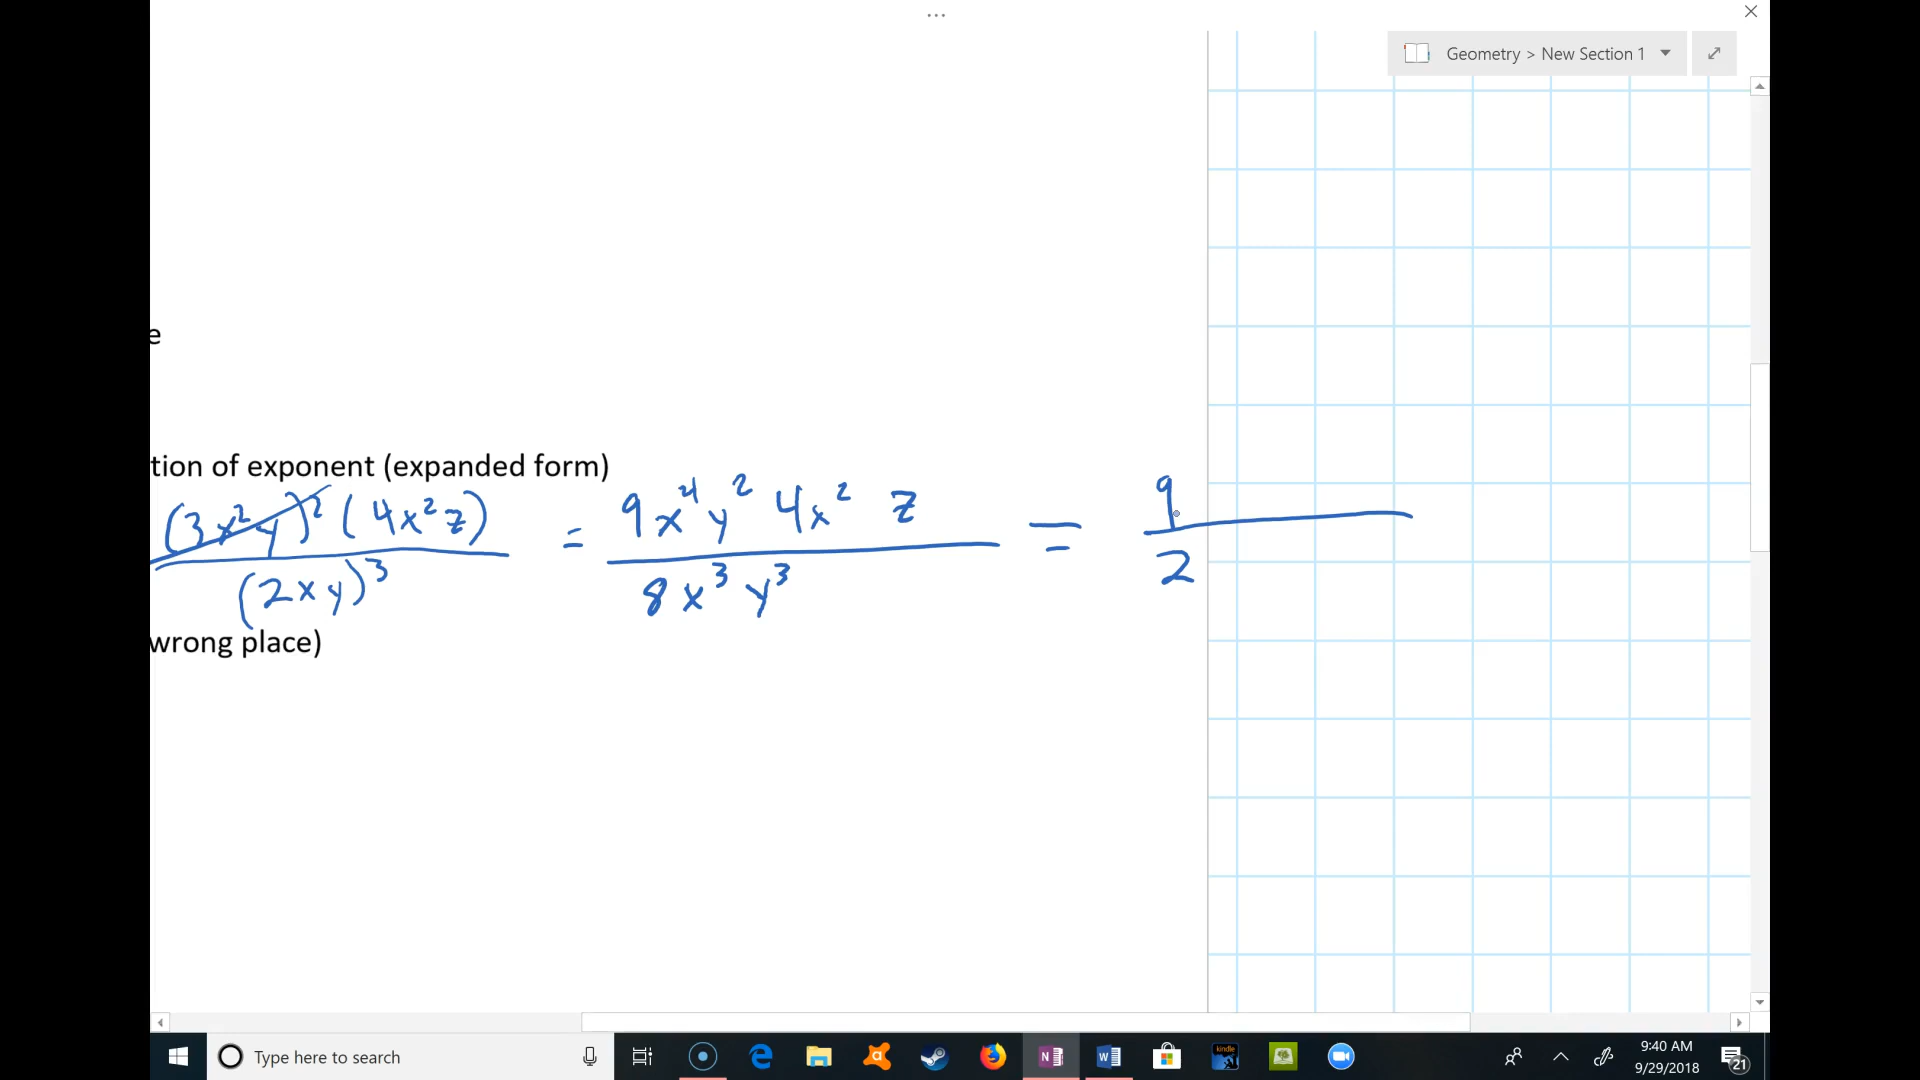 ...
Geometry > New Section 1
e
tion of exponent (expanded form)
(3x²y)² (4x²z) / (2xy)³ = 9x⁴y² 4x² z / 8x³y³ = 9 / 2
wrong place)
Type here to search
kindle
N
W
a
9:40 AM
9/29/2018
21